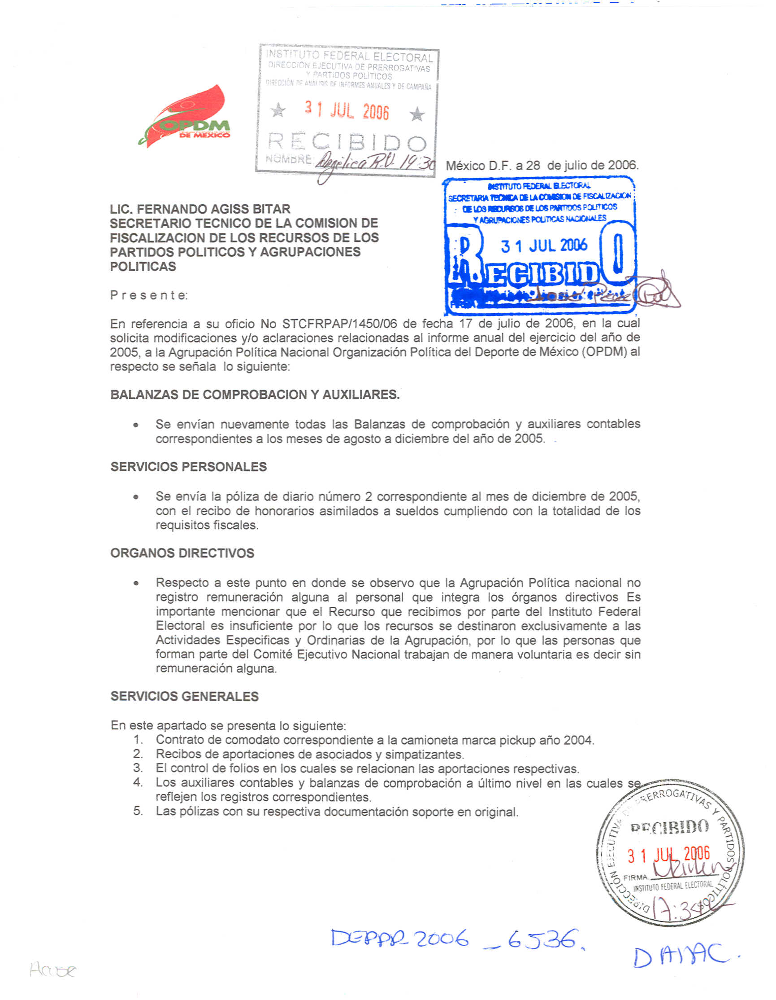 INSTITUTO FEDERAL ELECTORAL
DIRECCIÓN EJECUTIVA DE PRERROGATIVAS
Y PARTIDOS POLÍTICOS
DIRECCIÓN DE ANÁLISIS DE INFORMES ANUALES Y DE CAMPAÑA
31 JUL 2006
RECIBIDO
NOMBRE: Angélica R.V. 19:30
OPDM
DE MEXICO
México D.F. a 28 de julio de 2006.
INSTITUTO FEDERAL ELECTORAL
SECRETARIA TECNICA DE LA COMISION DE FISCALIZACION
DE LOS RECURSOS DE LOS PARTIDOS POLITICOS
Y AGRUPACIONES POLITICAS NACIONALES
31 JUL 2006
RECIBIDO
LIC. FERNANDO AGISS BITAR
SECRETARIO TECNICO DE LA COMISION DE
FISCALIZACION DE LOS RECURSOS DE LOS
PARTIDOS POLITICOS Y AGRUPACIONES
POLITICAS
P r e s e n t e:
En referencia a su oficio No STCFRPAP/1450/06 de fecha 17 de julio de 2006, en la cual
solicita modificaciones y/o aclaraciones relacionadas al informe anual del ejercicio del año de
2005, a la Agrupación Política Nacional Organización Política del Deporte de México (OPDM) al
respecto se señala lo siguiente:
BALANZAS DE COMPROBACION Y AUXILIARES.
• Se envían nuevamente todas las Balanzas de comprobación y auxiliares contables
correspondientes a los meses de agosto a diciembre del año de 2005.
SERVICIOS PERSONALES
• Se envía la póliza de diario número 2 correspondiente al mes de diciembre de 2005,
con el recibo de honorarios asimilados a sueldos cumpliendo con la totalidad de los
requisitos fiscales.
ORGANOS DIRECTIVOS
• Respecto a este punto en donde se observo que la Agrupación Política nacional no
registro remuneración alguna al personal que integra los órganos directivos Es
importante mencionar que el Recurso que recibimos por parte del Instituto Federal
Electoral es insuficiente por lo que los recursos se destinaron exclusivamente a las
Actividades Especificas y Ordinarias de la Agrupación, por lo que las personas que
forman parte del Comité Ejecutivo Nacional trabajan de manera voluntaria es decir sin
remuneración alguna.
SERVICIOS GENERALES
En este apartado se presenta lo siguiente:
1. Contrato de comodato correspondiente a la camioneta marca pickup año 2004.
2. Recibos de aportaciones de asociados y simpatizantes.
3. El control de folios en los cuales se relacionan las aportaciones respectivas.
4. Los auxiliares contables y balanzas de comprobación a último nivel en las cuales se
reflejen los registros correspondientes.
5. Las pólizas con su respectiva documentación soporte en original.
DIRECCIÓN EJECUTIVA DE PRERROGATIVAS Y PARTIDOS POLÍTICOS
RECIBIDO
31 JUL 2006
FIRMA
INSTITUTO FEDERAL ELECTORAL
DEPPP 2006 - 6536.
Acuse